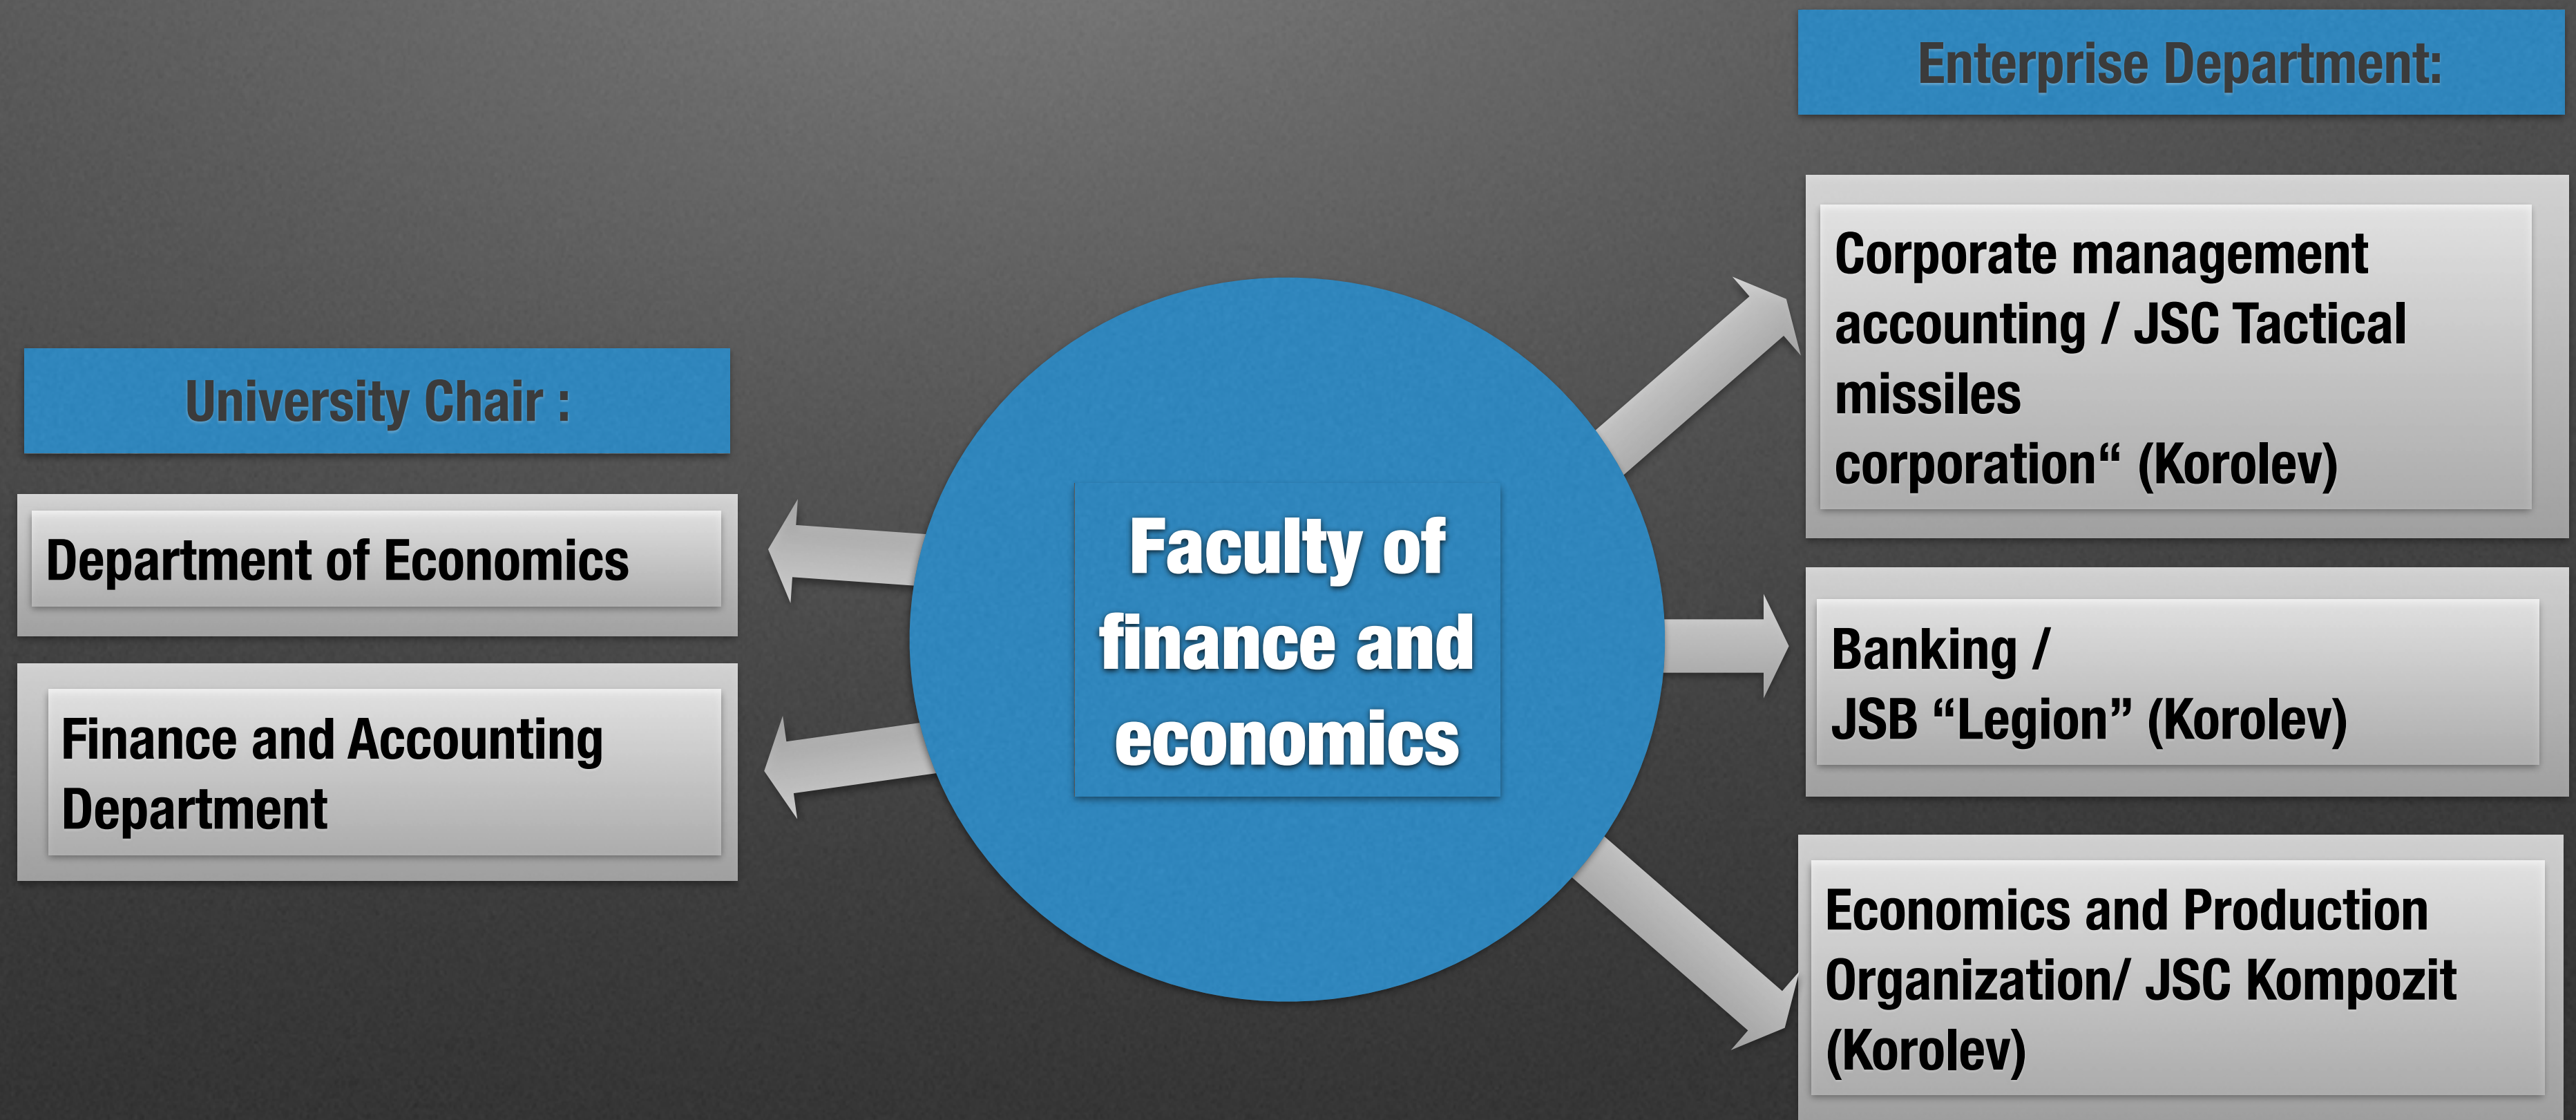 University Chair :
Department of Economics
Finance and Accounting
Department
Faculty of
finance and
economics
Enterprise Department:
Corporate management
accounting / JSC Tactical
missiles
corporation“ (Korolev)
Banking /
JSB “Legion” (Korolev)
Economics and Production
Organization/ JSC Kompozit
(Korolev)